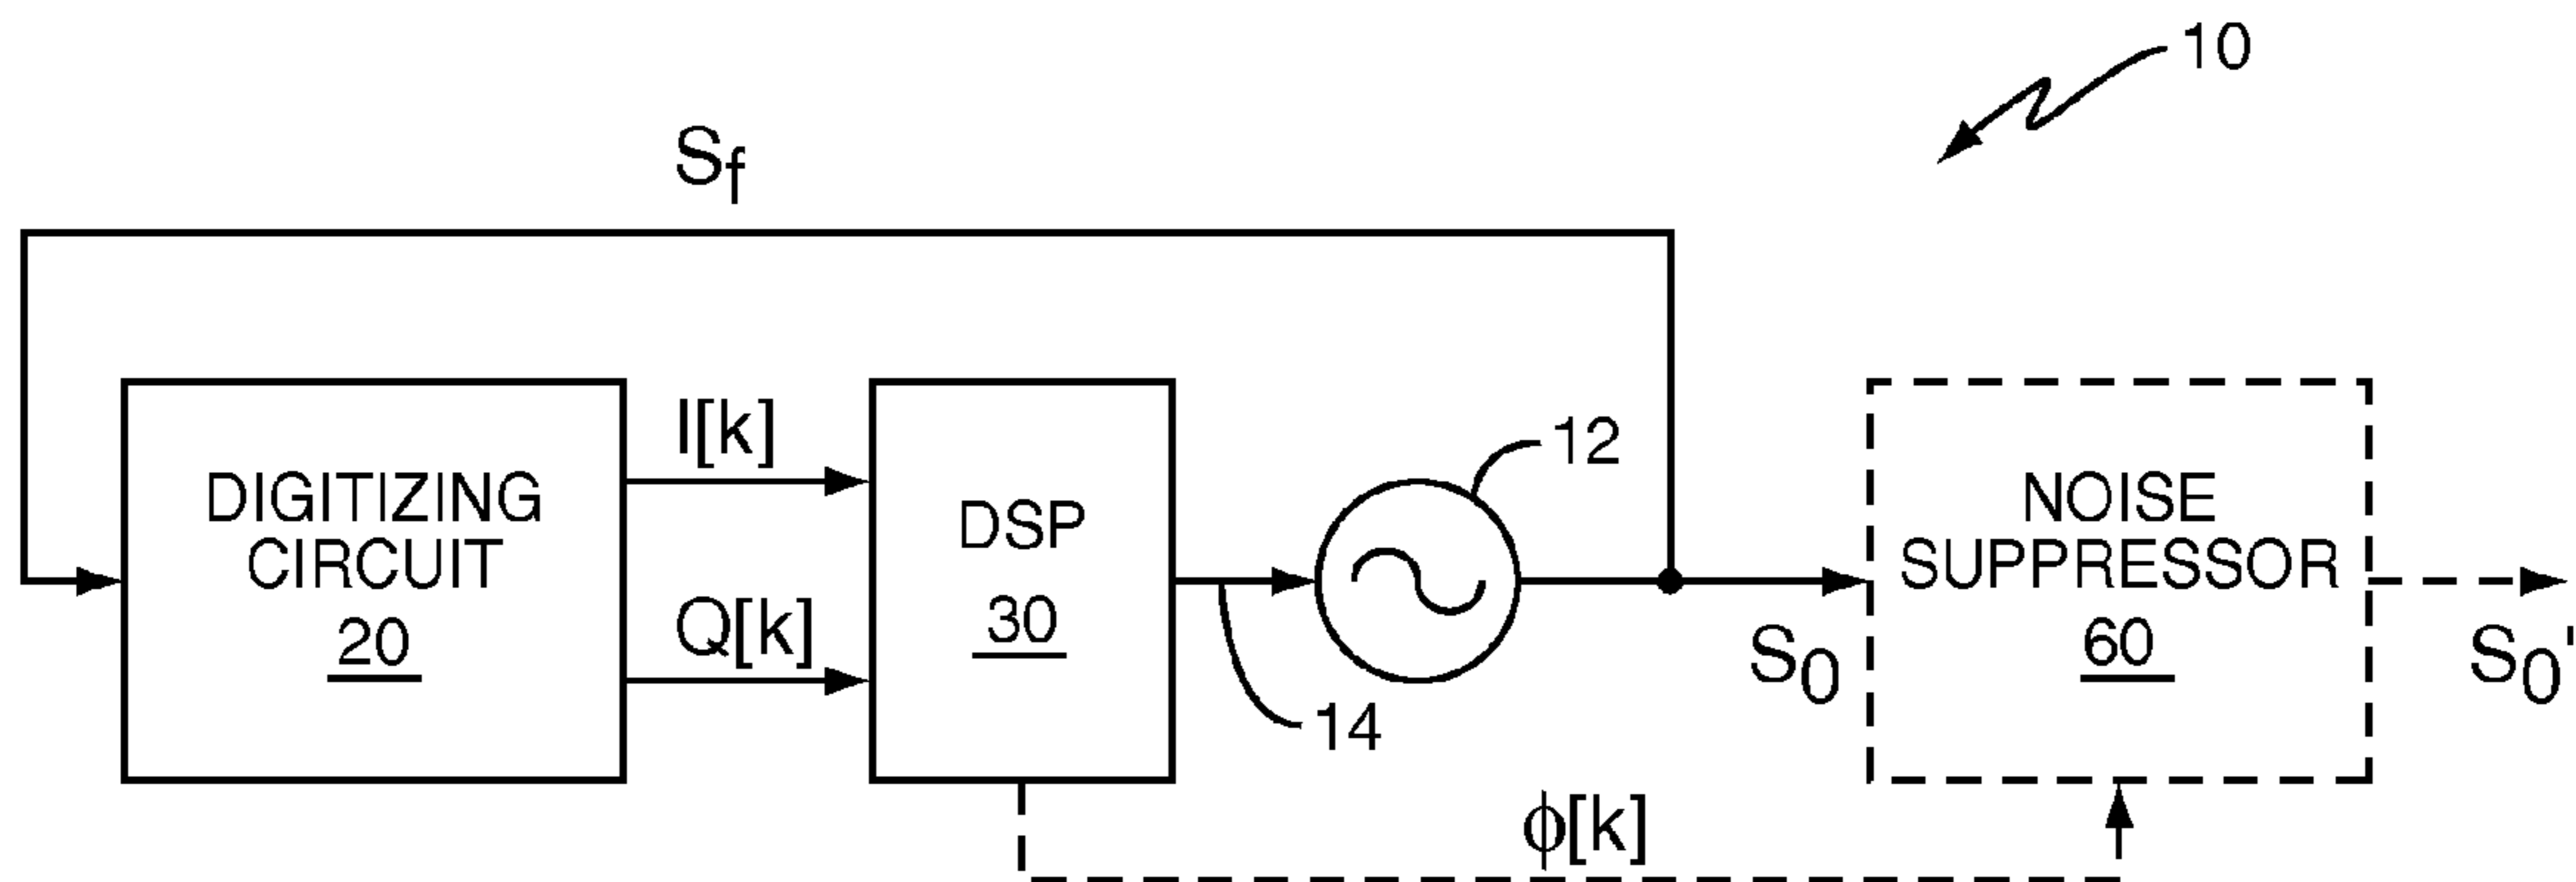 10
Sf
I[k]
Q[k]
DIGITIZING
CIRCUIT
20
DSP
30
12
14
S0
NOISE
SUPPRESSOR
60
S0'
ϕ[k]